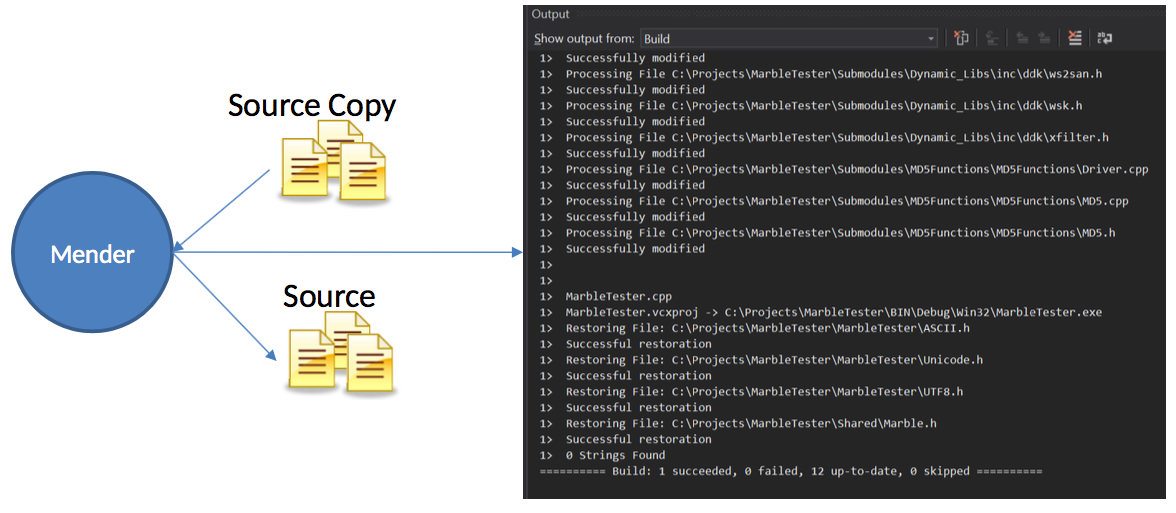 Source Copy
Mender
Source
Output
Show output from: Build
1> Successfully modified
1> Processing File C:\Projects\MarbleTester\Submodules\Dynamic_Libs\inc\ddk\ws2san.h
1> Successfully modified
1> Processing File C:\Projects\MarbleTester\Submodules\Dynamic_Libs\inc\ddk\wsk.h
1> Successfully modified
1> Processing File C:\Projects\MarbleTester\Submodules\Dynamic_Libs\inc\ddk\xfilter.h
1> Successfully modified
1> Processing File C:\Projects\MarbleTester\Submodules\MD5Functions\MD5Functions\Driver.cpp
1> Successfully modified
1> Processing File C:\Projects\MarbleTester\Submodules\MD5Functions\MD5Functions\MD5.cpp
1> Successfully modified
1> Processing File C:\Projects\MarbleTester\Submodules\MD5Functions\MD5Functions\MD5.h
1> Successfully modified
1>
1>
1> MarbleTester.cpp
1> MarbleTester.vcxproj -> C:\Projects\MarbleTester\BIN\Debug\Win32\MarbleTester.exe
1> Restoring File: C:\Projects\MarbleTester\MarbleTester\ASCII.h
1> Successful restoration
1> Restoring File: C:\Projects\MarbleTester\MarbleTester\Unicode.h
1> Successful restoration
1> Restoring File: C:\Projects\MarbleTester\MarbleTester\UTF8.h
1> Successful restoration
1> Restoring File: C:\Projects\MarbleTester\Shared\Marble.h
1> Successful restoration
1> 0 Strings Found
========== Build: 1 succeeded, 0 failed, 12 up-to-date, 0 skipped ==========